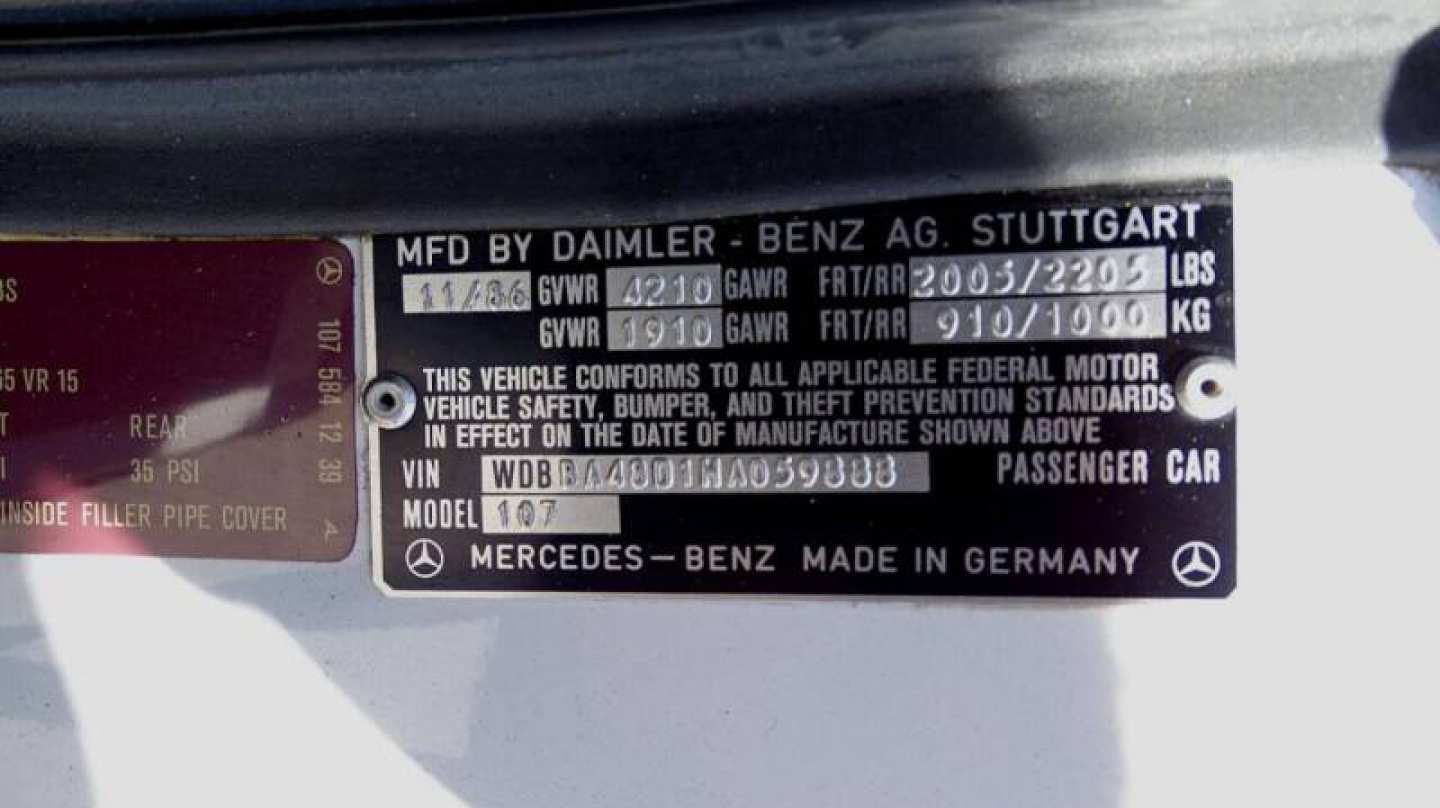 BS
65 VR 15
REAR
35 PSI
INSIDE FILLER PIPE COVER
107 584 12 39
A
MFD BY DAIMLER - BENZ AG. STUTTGART
11/86 GVWR 4210 GAWR FRT/RR 2005/2205 LBS
GVWR 1910 GAWR FRT/RR 910/1000 KG
THIS VEHICLE CONFORMS TO ALL APPLICABLE FEDERAL MOTOR
VEHICLE SAFETY, BUMPER, AND THEFT PREVENTION STANDARDS
IN EFFECT ON THE DATE OF MANUFACTURE SHOWN ABOVE
VIN WDBBA48D1HA059888 PASSENGER CAR
MODEL 107
MERCEDES-BENZ MADE IN GERMANY